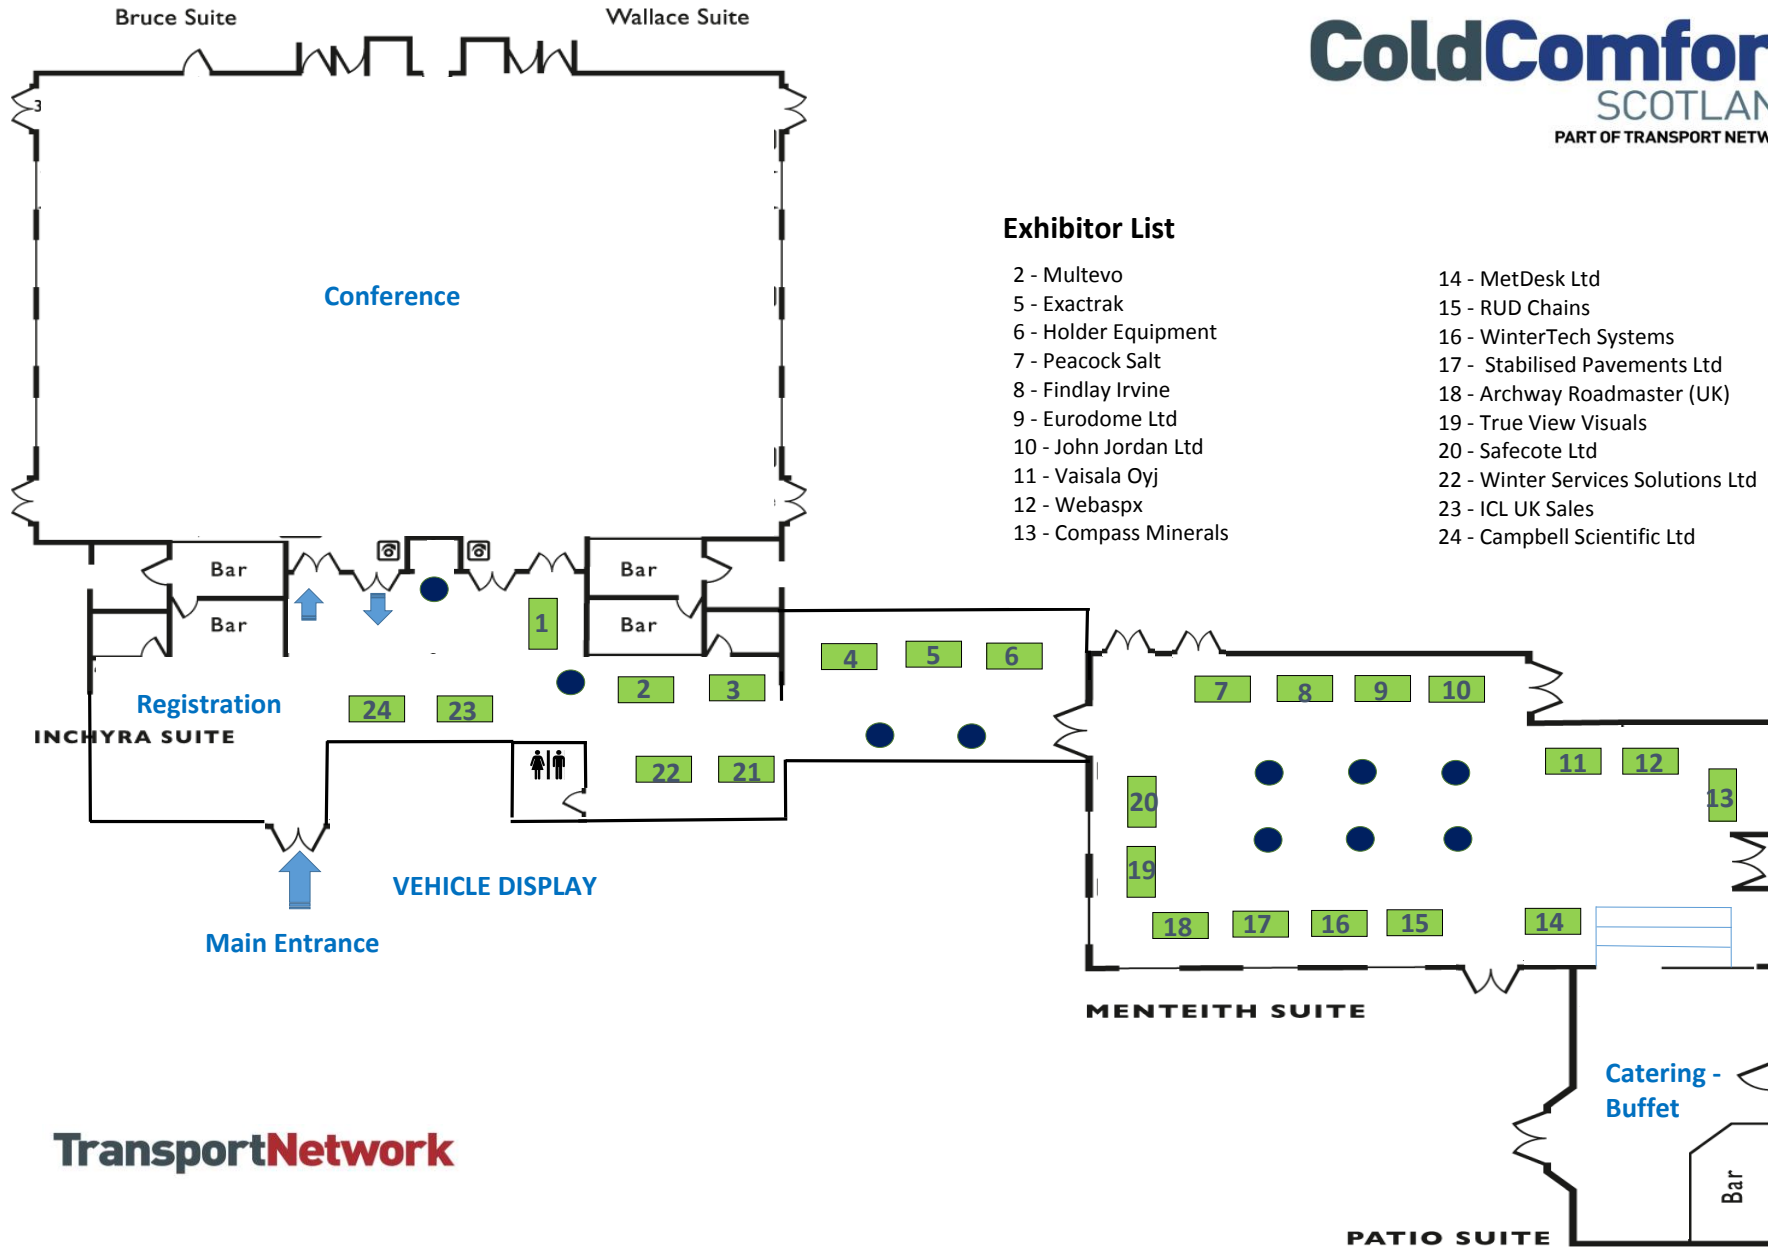 Bruce Suite
Wallace Suite
ColdComfor
SCOTLAN
PART OF TRANSPORT NETW
3
Conference
Exhibitor List
2 - Multevo
5 - Exactrak
6 - Holder Equipment
7 - Peacock Salt
8 - Findlay Irvine
9 - Eurodome Ltd
10 - John Jordan Ltd
11 - Vaisala Oyj
12 - Webaspx
13 - Compass Minerals
14 - MetDesk Ltd
15 - RUD Chains
16 - WinterTech Systems
17 -  Stabilised Pavements Ltd
18 - Archway Roadmaster (UK)
19 - True View Visuals
20 - Safecote Ltd
22 - Winter Services Solutions Ltd
23 - ICL UK Sales
24 - Campbell Scientific Ltd
Bar
Bar
Bar
Bar
1
4
5
6
2
3
7
8
9
10
Registration
24
23
INCHYRA SUITE
22
21
11
12
13
20
19
18
17
16
15
14
VEHICLE DISPLAY
Main Entrance
MENTEITH SUITE
Catering -
Buffet
Bar
TransportNetwork
PATIO SUITE